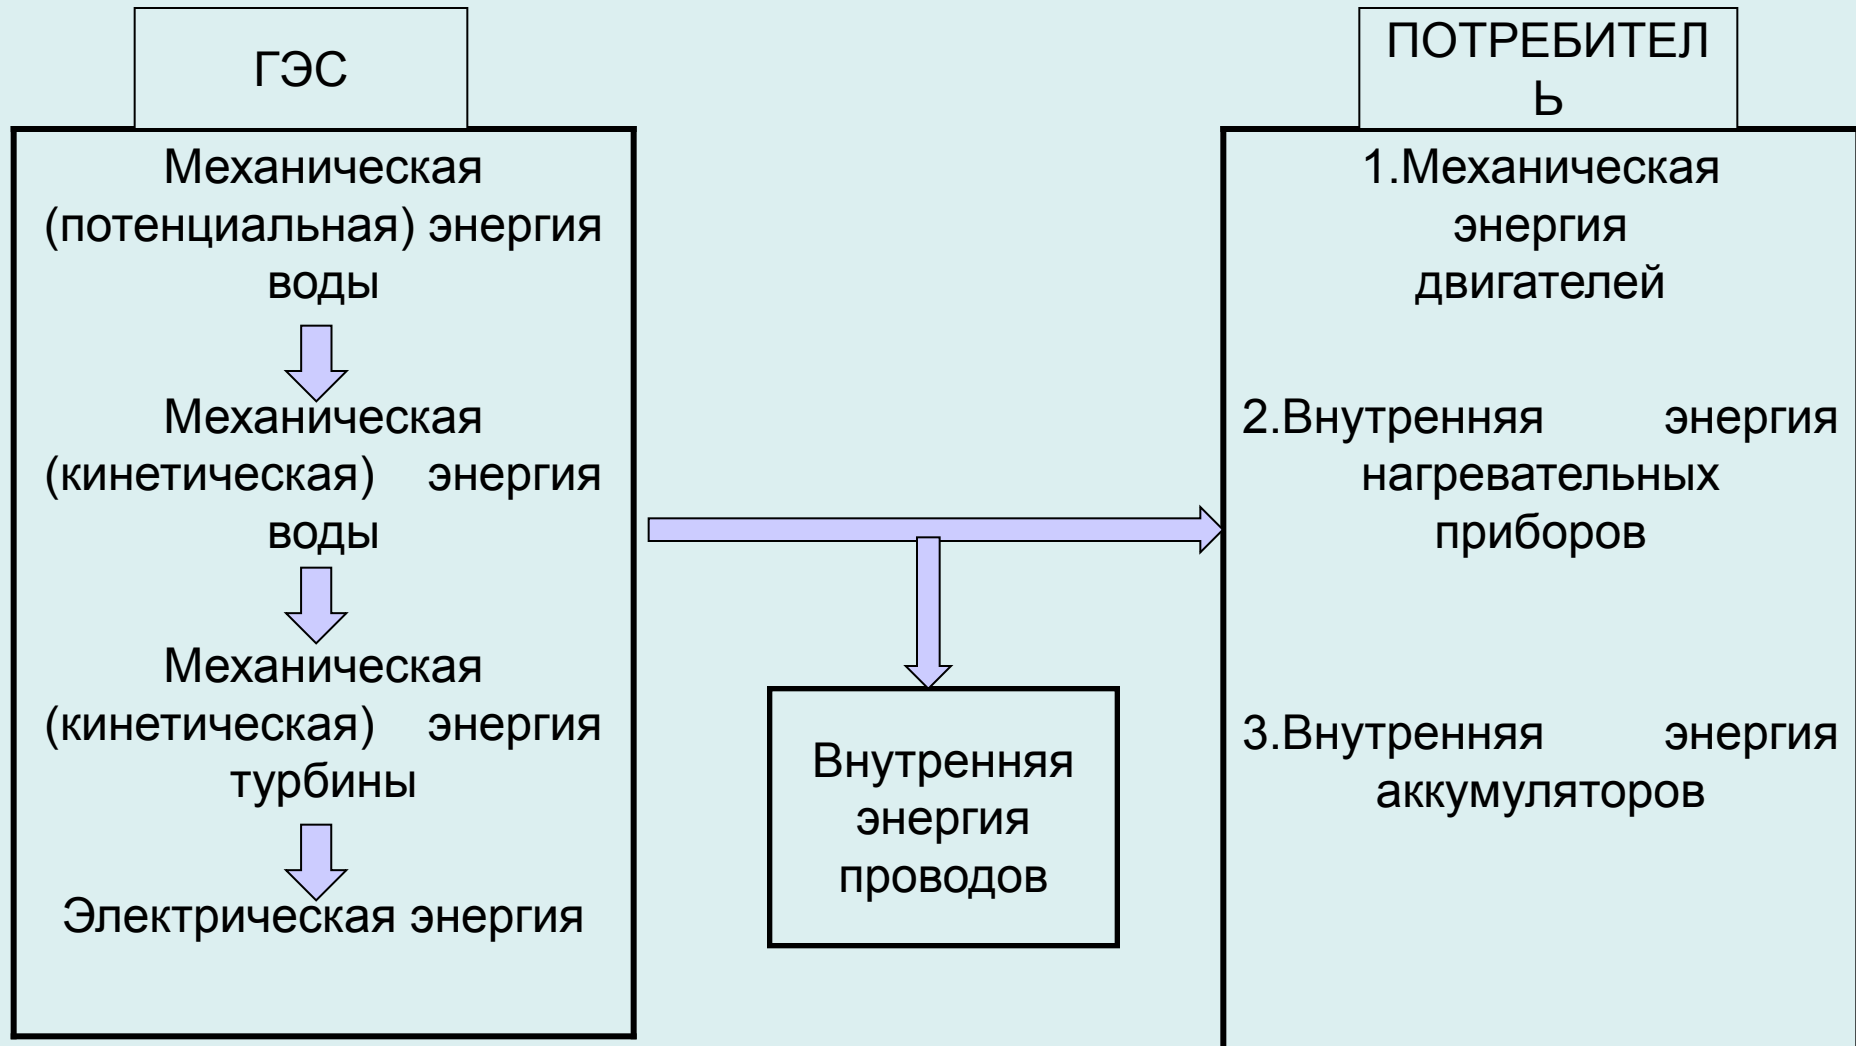 ГЭС
Механическая
(потенциальная) энергия
воды
Механическая
(кинетическая) энергия
воды
Механическая
(кинетическая) энергия
турбины
Электрическая энергия
Внутренняя
энергия
проводов
ПОТРЕБИТЕЛ
Ь
1.Механическая
энергия
двигателей
2.Внутренняя энергия
нагревательных
приборов
3.Внутренняя энергия
аккумуляторов